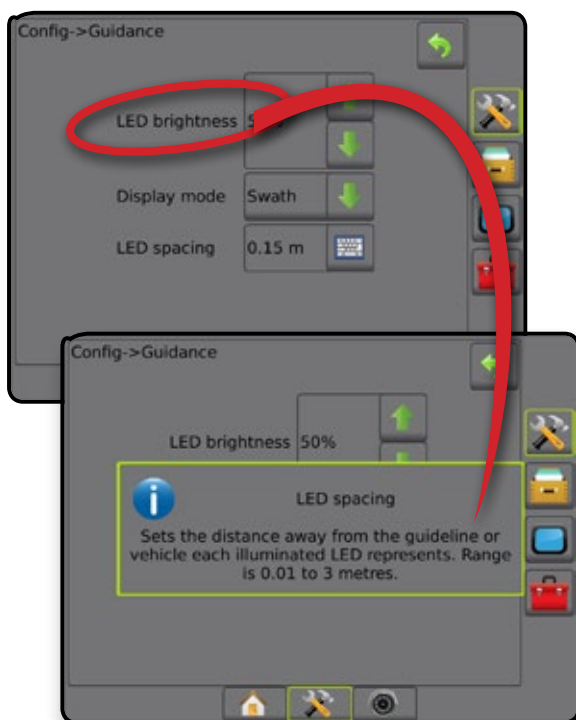 Config->Guidance
LED brightness
Display mode Swath
LED spacing 0.15 m
Config->Guidance
LED brightness 50%
LED spacing
Sets the distance away from the guideline or
vehicle each illuminated LED represents. Range
is 0.01 to 3 metres.